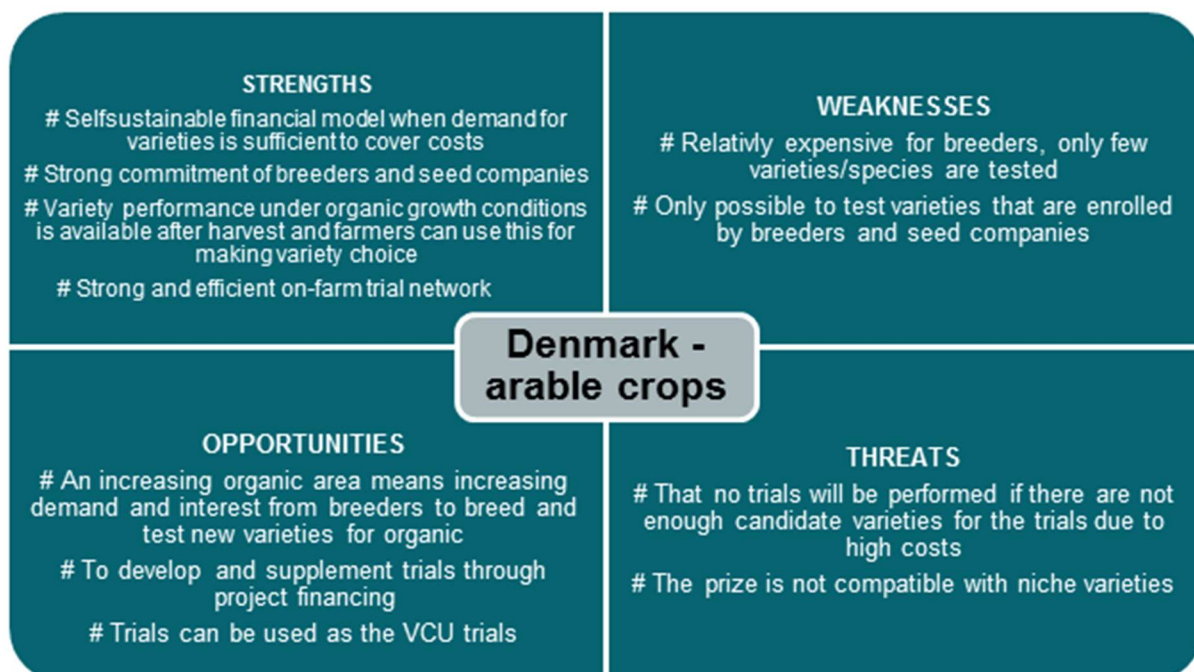 STRENGTHS
# Selfsustainable financial model when demand for
varieties is sufficient to cover costs
# Strong commitment of breeders and seed companies
# Variety performance under organic growth conditions
is available after harvest and farmers can use this for
making variety choice
# Strong and efficient on-farm trial network
WEAKNESSES
# Relativly expensive for breeders, only few
varieties/species are tested
# Only possible to test varieties that are enrolled
by breeders and seed companies
Denmark -
arable crops
OPPORTUNITIES
# An increasing organic area means increasing
demand and interest from breeders to breed and
test new varieties for organic
# To develop and supplement trials through
project financing
# Trials can be used as the VCU trials
THREATS
# That no trials will be performed if there are not
enough candidate varieties for the trials due to
high costs
# The prize is not compatible with niche varieties